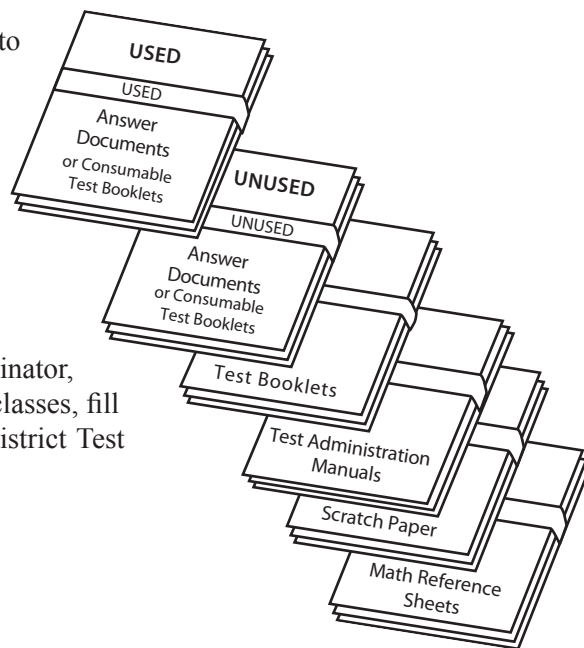 to
USED
USED
Answer
Documents
or Consumable
Test Booklets
UNUSED
UNUSED
Answer
Documents
or Consumable
Test Booklets
Test Booklets
inator,
classes, fill
istrict Test
Test Administration
Manuals
Scratch Paper
Math Reference
Sheets